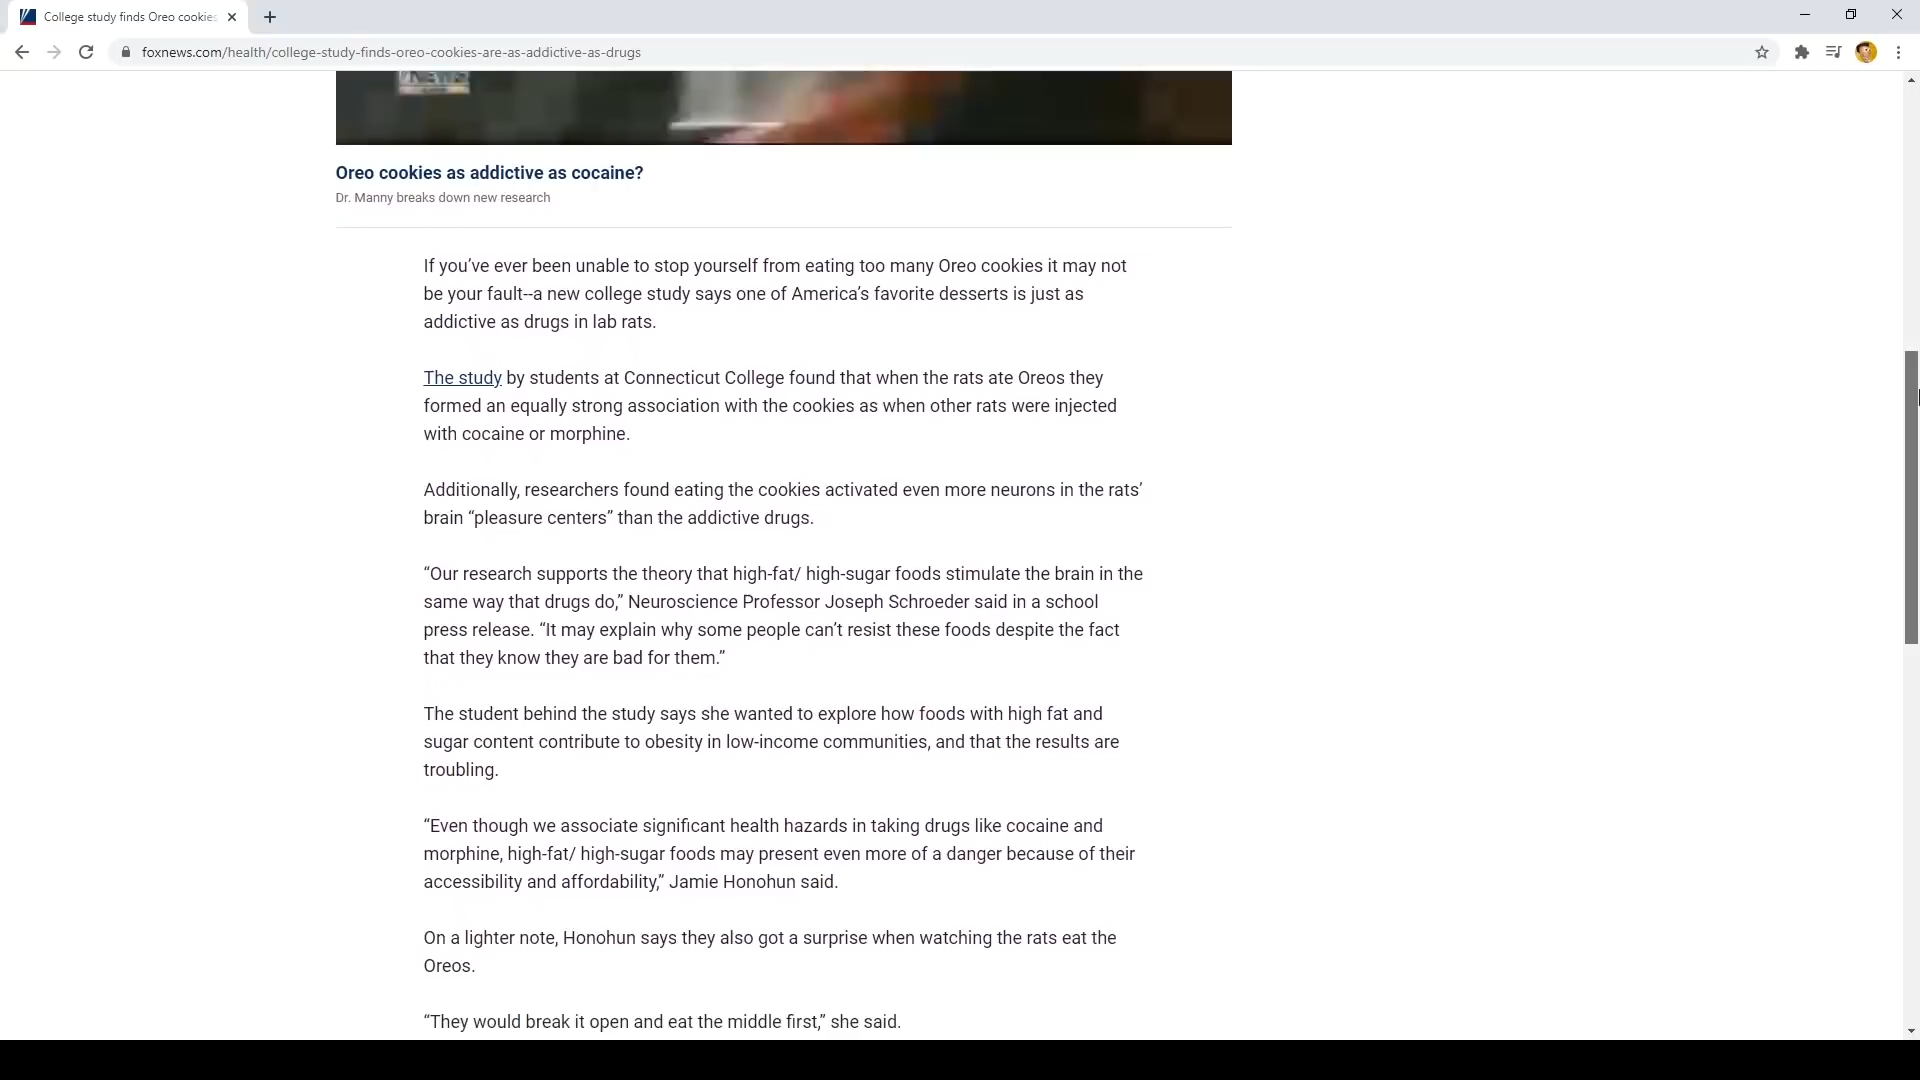 College study finds Oreo cookies
foxnews.com/health/college-study-finds-oreo-cookies-are-as-addictive-as-drugs
NEWS
Oreo cookies as addictive as cocaine?
Dr. Manny breaks down new research
If you’ve ever been unable to stop yourself from eating too many Oreo cookies it may not
be your fault--a new college study says one of America’s favorite desserts is just as
addictive as drugs in lab rats.
The study by students at Connecticut College found that when the rats ate Oreos they
formed an equally strong association with the cookies as when other rats were injected
with cocaine or morphine.
Additionally, researchers found eating the cookies activated even more neurons in the rats’
brain “pleasure centers” than the addictive drugs.
“Our research supports the theory that high-fat/ high-sugar foods stimulate the brain in the
same way that drugs do,” Neuroscience Professor Joseph Schroeder said in a school
press release. “It may explain why some people can’t resist these foods despite the fact
that they know they are bad for them.”
The student behind the study says she wanted to explore how foods with high fat and
sugar content contribute to obesity in low-income communities, and that the results are
troubling.
“Even though we associate significant health hazards in taking drugs like cocaine and
morphine, high-fat/ high-sugar foods may present even more of a danger because of their
accessibility and affordability,” Jamie Honohun said.
On a lighter note, Honohun says they also got a surprise when watching the rats eat the
Oreos.
“They would break it open and eat the middle first,” she said.